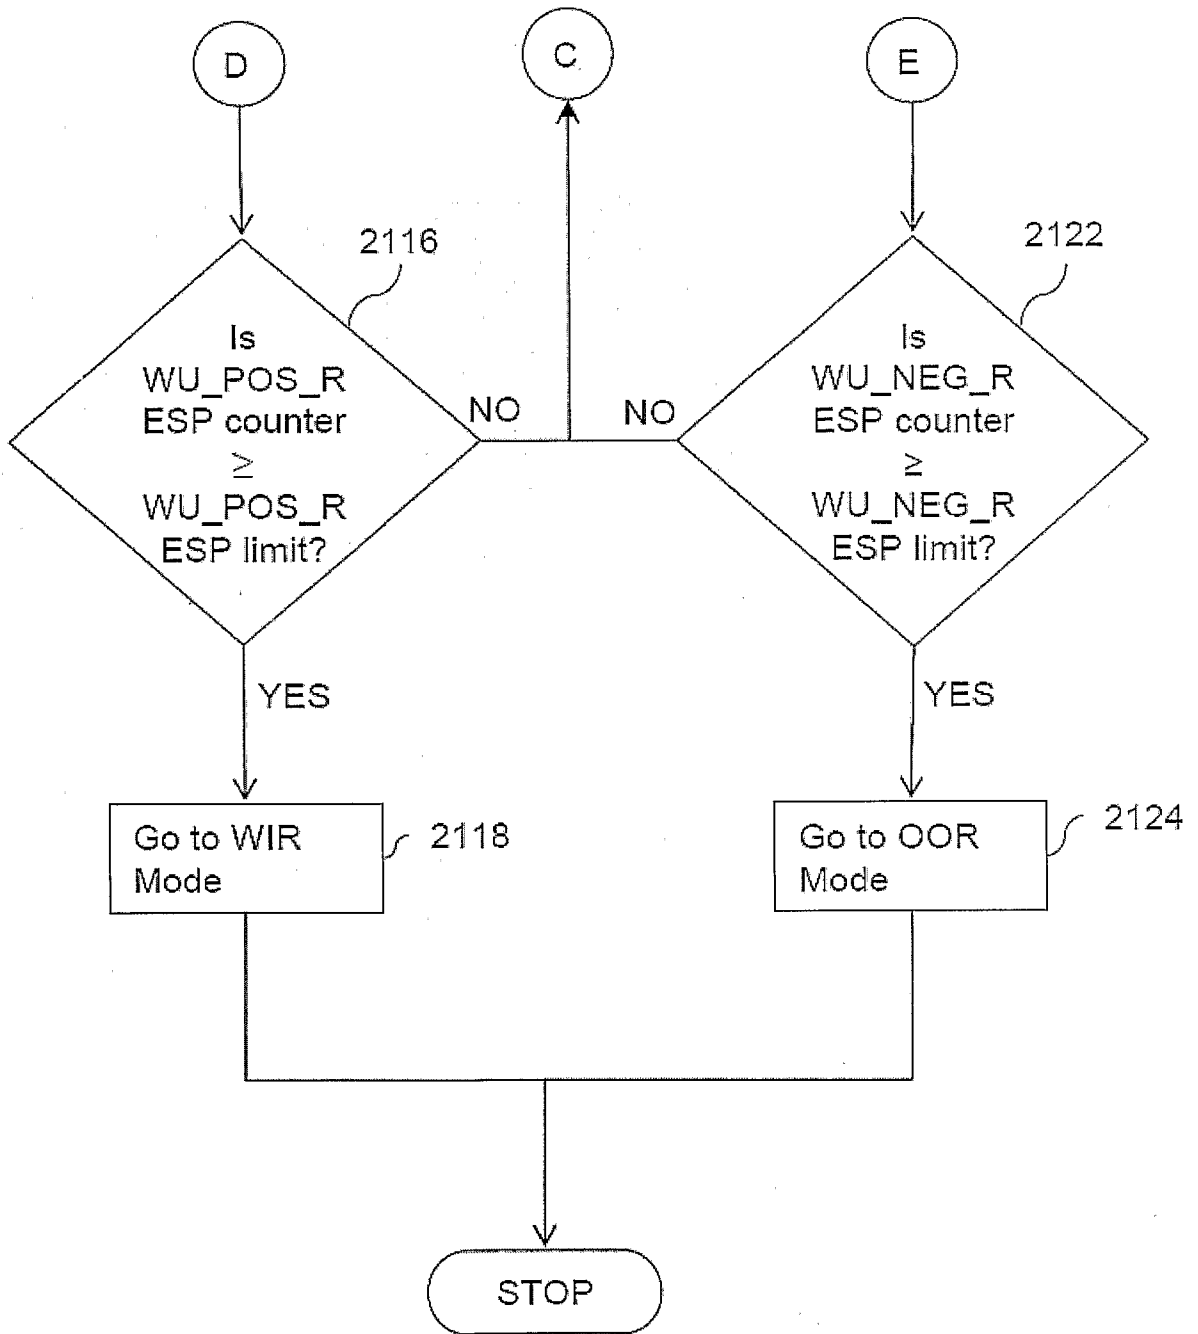 D
C
E
2116
2122
Is
WU_POS_R
ESP counter
≥
WU_POS_R
ESP limit?
NO
NO
Is
WU_NEG_R
ESP counter
≥
WU_NEG_R
ESP limit?
YES
YES
Go to WIR
Mode
2118
Go to OOR
Mode
2124
STOP